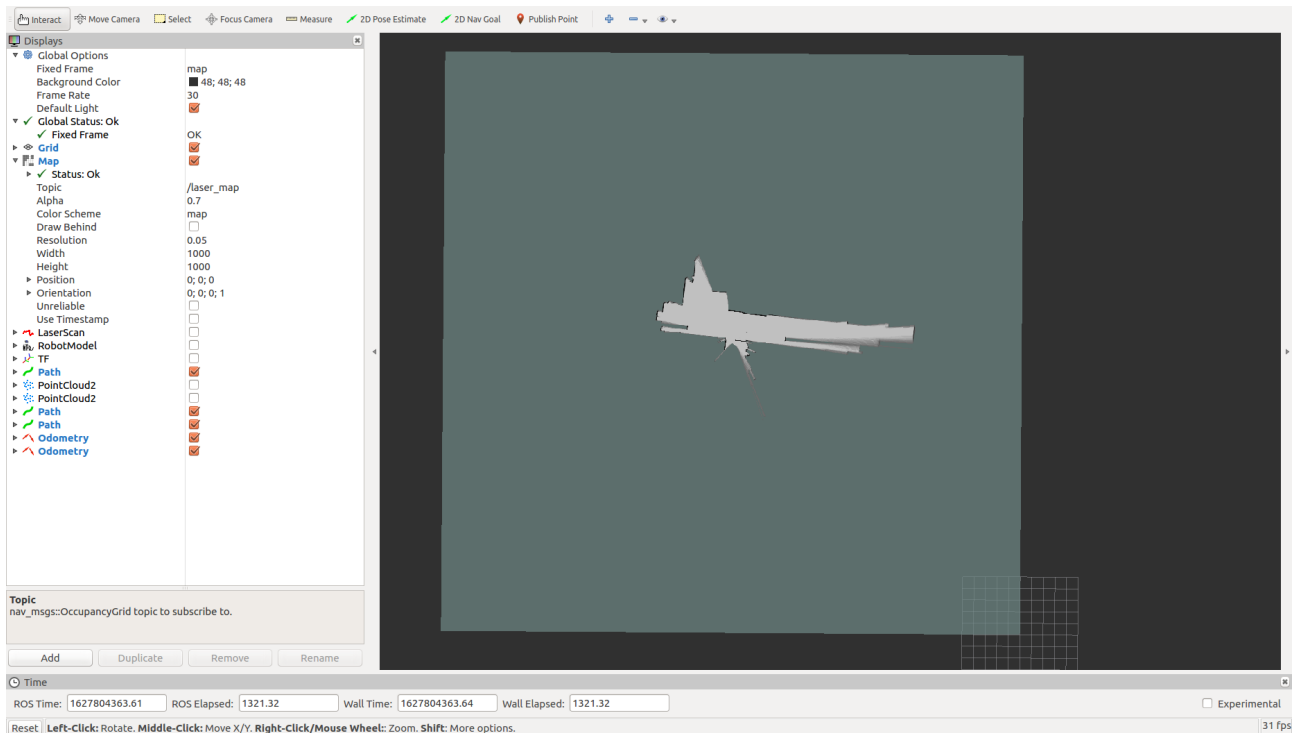 Interact Move Camera Select Focus Camera Measure 2D Pose Estimate 2D Nav Goal Publish Point
Displays
Global Options
Fixed Frame map
Background Color 48; 48; 48
Frame Rate 30
Default Light
Global Status: Ok
Fixed Frame OK
Grid
Map
Status: Ok
Topic /laser_map
Alpha 0.7
Color Scheme map
Draw Behind
Resolution 0.05
Width 1000
Height 1000
Position 0; 0; 0
Orientation 0; 0; 0; 1
Unreliable
Use Timestamp
LaserScan
RobotModel
TF
Path
PointCloud2
PointCloud2
Path
Path
Odometry
Odometry
Topic
nav_msgs::OccupancyGrid topic to subscribe to.
Add Duplicate Remove Rename
Time
ROS Time: 1627804363.61 ROS Elapsed: 1321.32 Wall Time: 1627804363.64 Wall Elapsed: 1321.32 Experimental
Reset Left-Click: Rotate. Middle-Click: Move X/Y. Right-Click/Mouse Wheel:: Zoom. Shift: More options. 31 fps